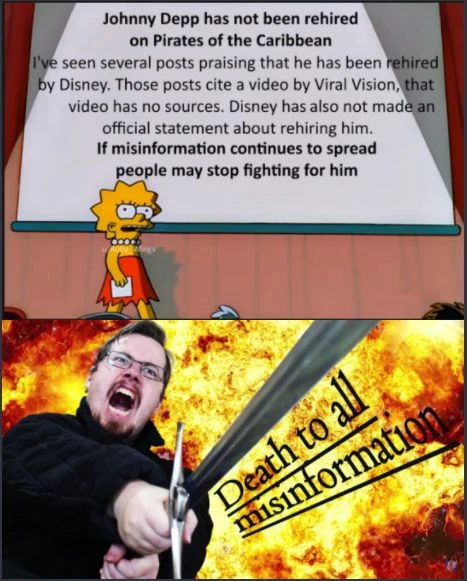 Johnny Depp has not been rehired
on Pirates of the Caribbean
I've seen several posts praising that he has been rehired
by Disney. Those posts cite a video by Viral Vision, that
video has no sources. Disney has also not made an
official statement about rehiring him.
If misinformation continues to spread
people may stop fighting for him
Death to all
misinformation